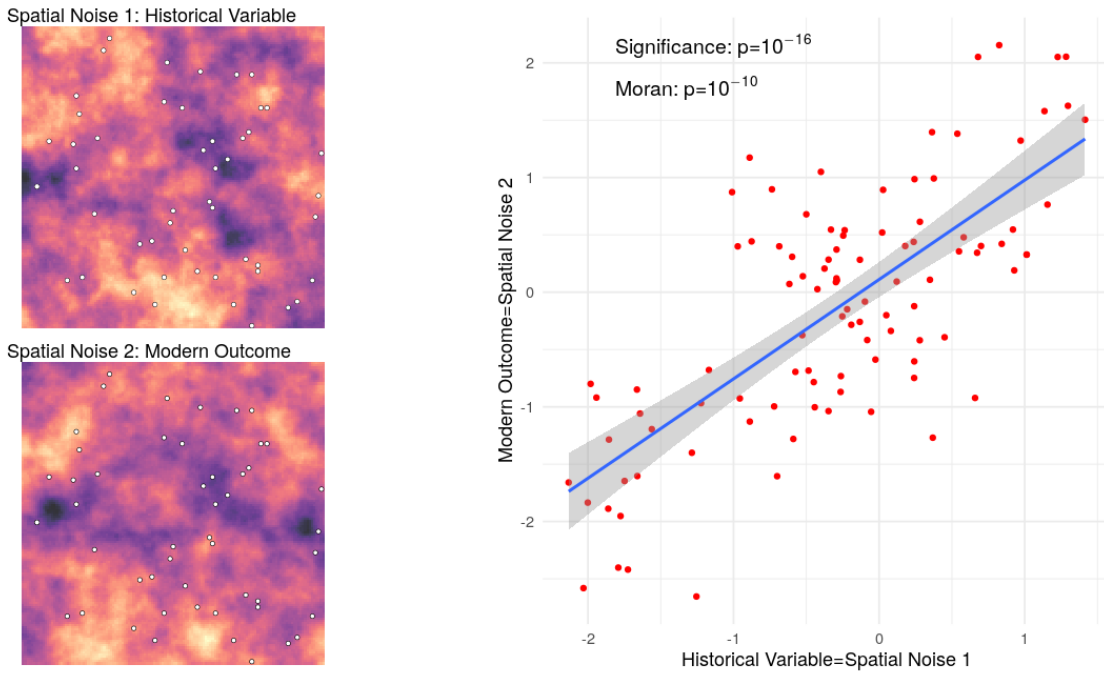 Spatial Noise 1: Historical Variable
Spatial Noise 2: Modern Outcome
Significance: p=10⁻¹⁶
Moran: p=10⁻¹⁰
Modern Outcome=Spatial Noise 2
2
1
0
-1
-2
-2 -1 0 1
Historical Variable=Spatial Noise 1